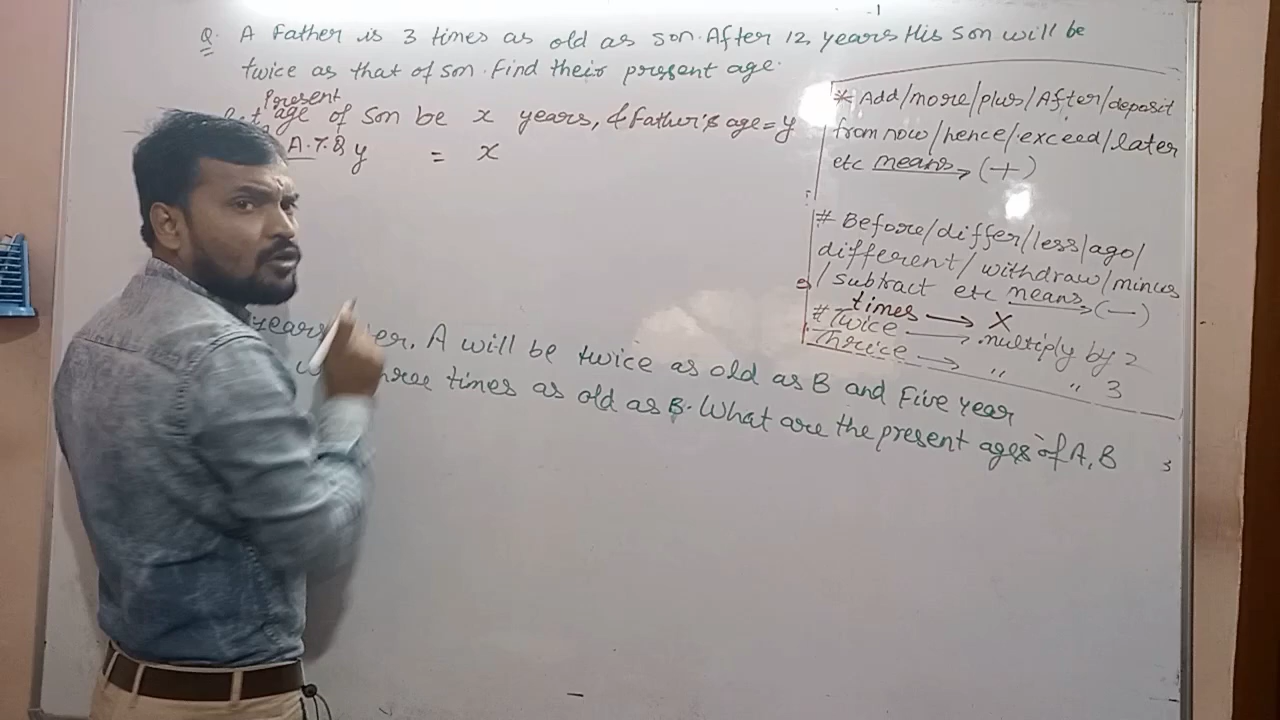 Q. A Father is 3 times as old as son. After 12 years His son will be
twice as that of son. Find their present age.
Present
age of Son be x years, & father's age = y
A.T.Q y = x
* Add/more/plus/After/deposit
from now/hence/exceed/later
etc means → (+)
# Before/differ/less/ago/
different/withdraw/minus
/subtract etc means → (—)
times → X
# Twice → multiply by 2
Thrice → " " 3
years A will be twice as old as B and Five year
times as old as B. What are the present ages of A, B